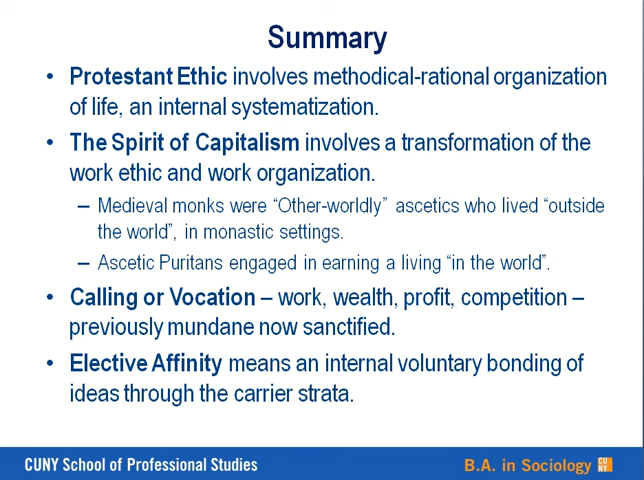 Summary
• Protestant Ethic involves methodical-rational organization
of life, an internal systematization.
• The Spirit of Capitalism involves a transformation of the
work ethic and work organization.
– Medieval monks were “Other-worldly” ascetics who lived “outside
the world”, in monastic settings.
– Ascetic Puritans engaged in earning a living “in the world”.
• Calling or Vocation – work, wealth, profit, competition –
previously mundane now sanctified.
• Elective Affinity means an internal voluntary bonding of
ideas through the carrier strata.
CUNY School of Professional Studies
B.A. in Sociology
CU
NY